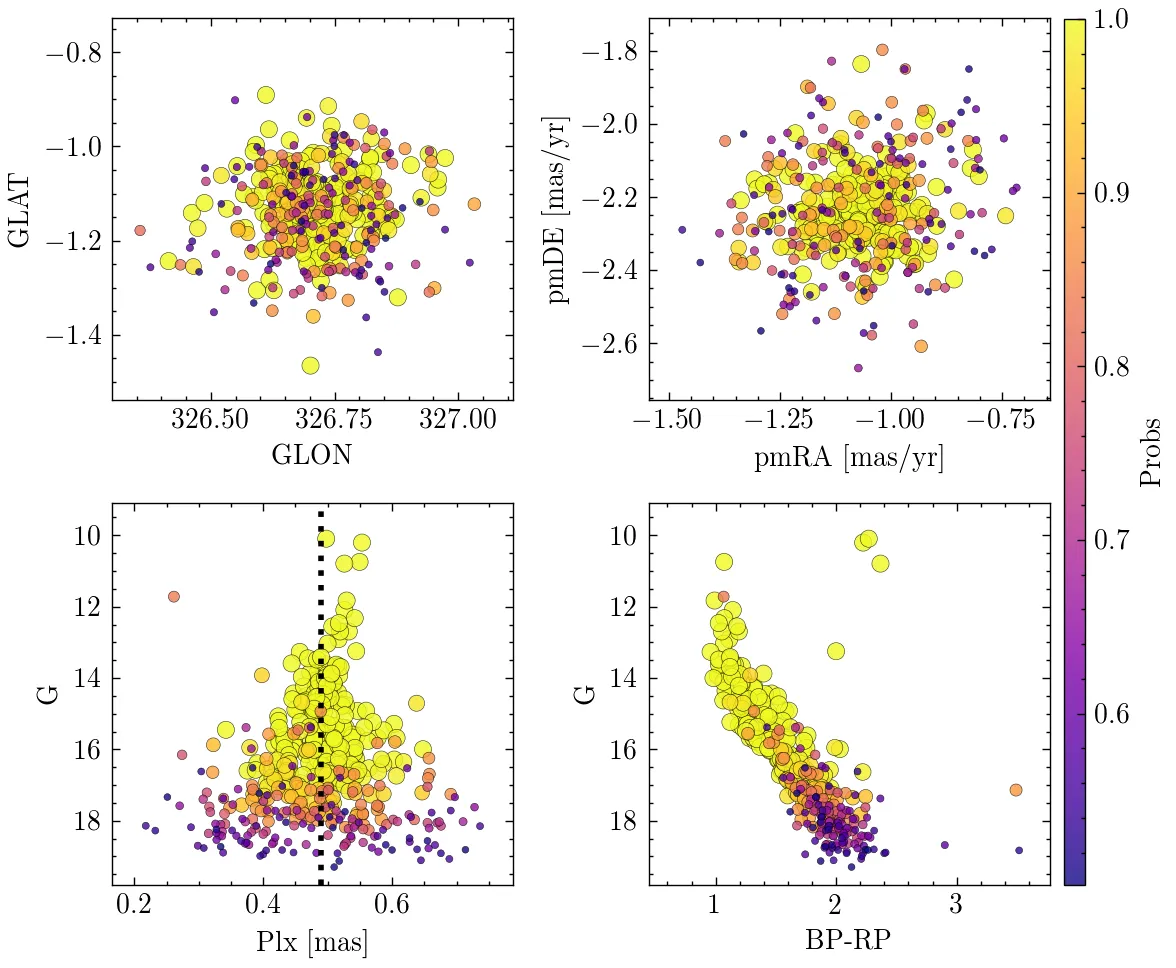 −0.8
−1.0
−1.2
−1.4
GLAT
326.50 326.75 327.00
GLON
−1.8
−2.0
−2.2
−2.4
−2.6
pmDE [mas/yr]
−1.50 −1.25 −1.00 −0.75
pmRA [mas/yr]
1.0
0.9
0.8
0.7
0.6
Probs
10
12
14
16
18
G
0.2 0.4 0.6
Plx [mas]
10
12
14
16
18
G
1 2 3
BP-RP